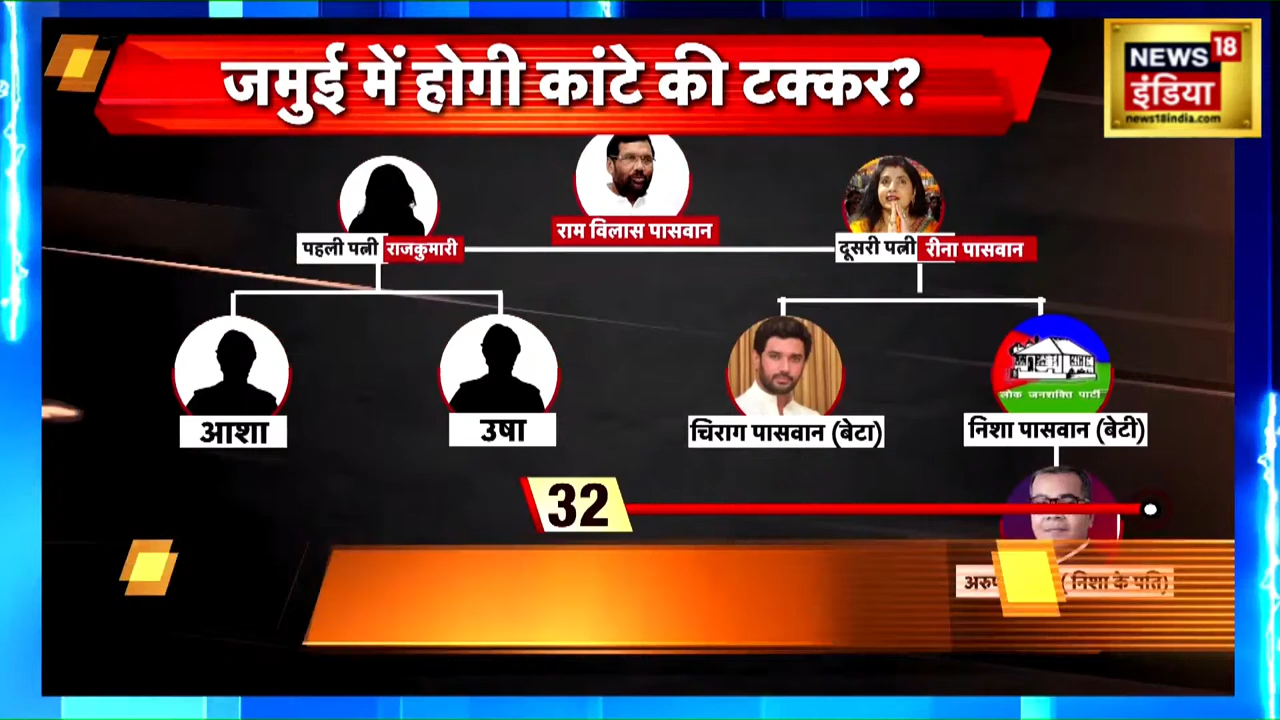 जमुई में होगी कांटे की टक्कर?
NEWS 18
इंडिया
news18india.com
राम विलास पासवान
पहली पत्नी राजकुमारी
दूसरी पत्नी रीना पासवान
लोक जनशक्ति पार्टी
आशा
उषा
चिराग पासवान (बेटा)
निशा पासवान (बेटी)
32
( निशा के पति)